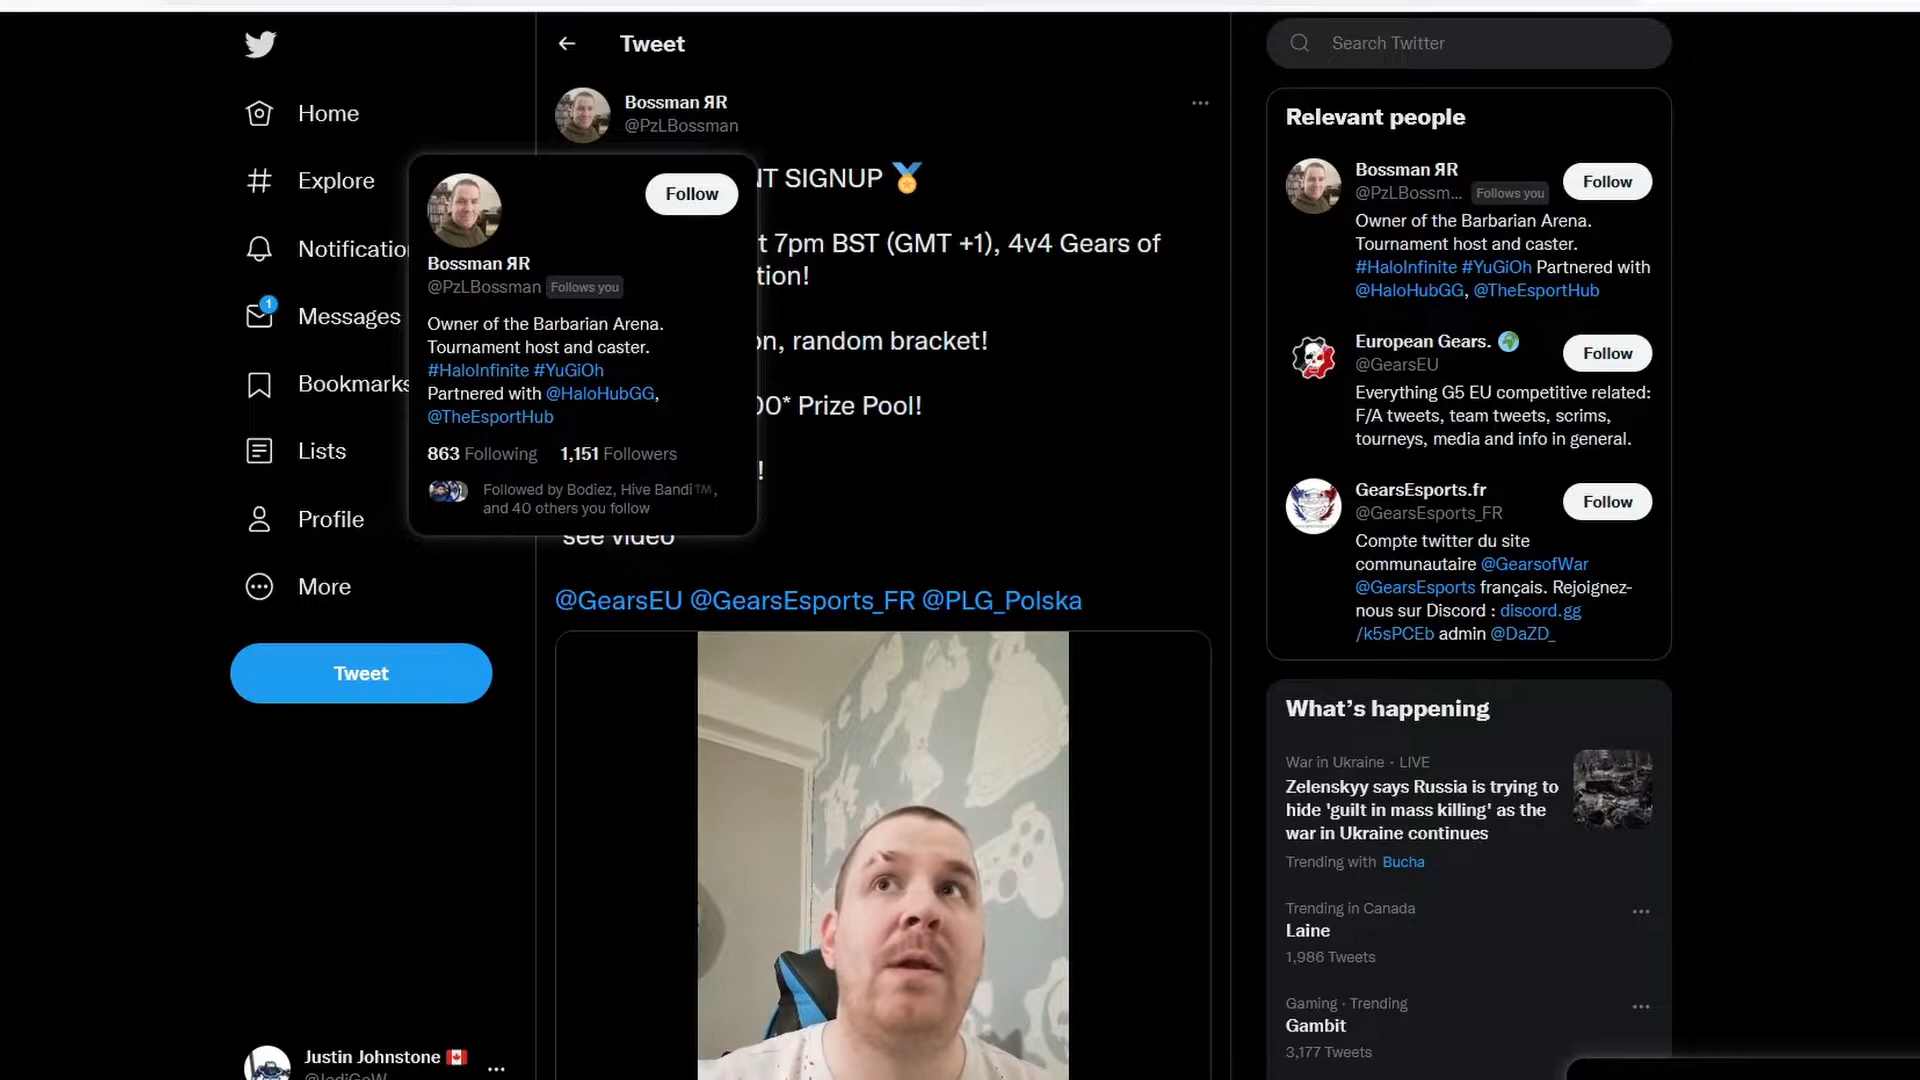 Home
Explore
Notification
Messages
1
Bookmarks
Lists
Profile
More
Tweet
Justin Johnstone 🇨🇦
Tweet
Bossman ЯR
@PzLBossman
NT SIGNUP 🏅
t 7pm BST (GMT +1), 4v4 Gears of
tion!
on, random bracket!
00* Prize Pool!
!
see video
@GearsEU @GearsEsports_FR @PLG_Polska
Follow
Bossman ЯR
@PzLBossman Follows you
Owner of the Barbarian Arena.
Tournament host and caster.
#HaloInfinite #YuGiOh
Partnered with @HaloHubGG,
@TheEsportHub
863 Following 1,151 Followers
Followed by Bodiez, Hive Bandi™,
and 40 others you follow
Search Twitter
Relevant people
Bossman ЯR
@PzLBossm... Follows you
Follow
Owner of the Barbarian Arena.
Tournament host and caster.
#HaloInfinite #YuGiOh Partnered with
@HaloHubGG, @TheEsportHub
European Gears. 🌍
@GearsEU
Follow
Everything G5 EU competitive related:
F/A tweets, team tweets, scrims,
tourneys, media and info in general.
GearsEsports.fr
@GearsEsports_FR
Follow
Compte twitter du site
communautaire @GearsofWar
@GearsEsports français. Rejoignez-
nous sur Discord : discord.gg
/k5sPCEb admin @DaZD_
What's happening
War in Ukraine · LIVE
Zelenskyy says Russia is trying to
hide 'guilt in mass killing' as the
war in Ukraine continues
Trending with Bucha
Trending in Canada
Laine
1,986 Tweets
Gaming · Trending
Gambit
3,177 Tweets